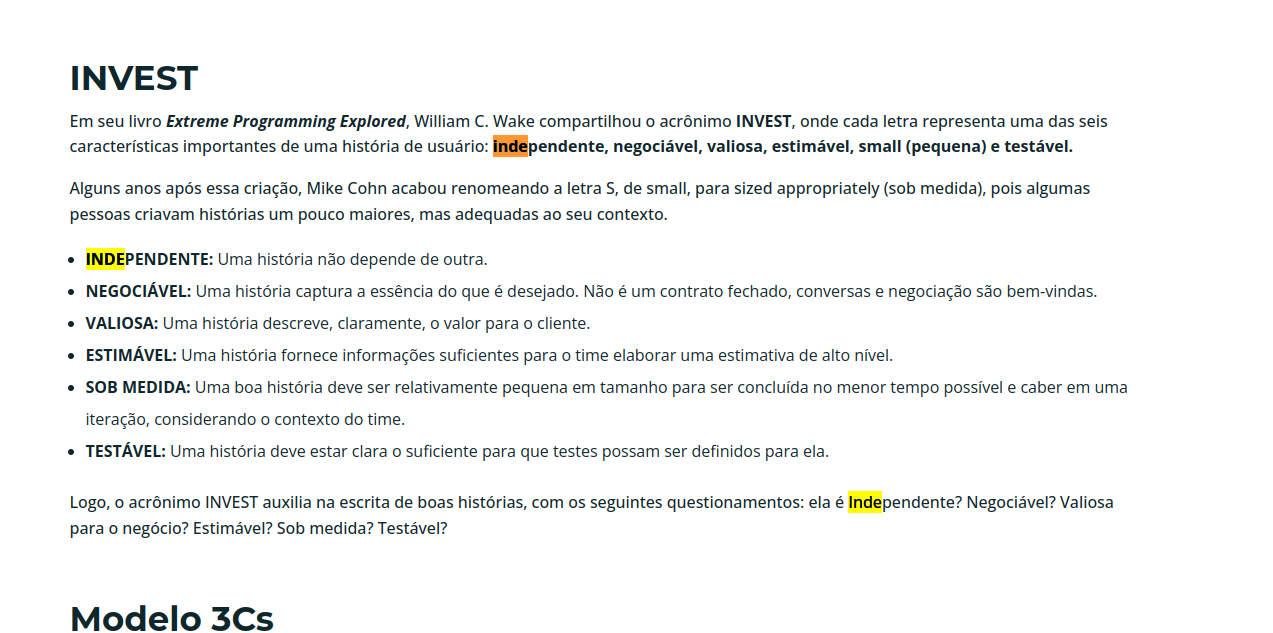 INVEST
Em seu livro Extreme Programming Explored, William C. Wake compartilhou o acrônimo INVEST, onde cada letra representa uma das seis
características importantes de uma história de usuário: independente, negociável, valiosa, estimável, small (pequena) e testável.
Alguns anos após essa criação, Mike Cohn acabou renomeando a letra S, de small, para sized appropriately (sob medida), pois algumas
pessoas criavam histórias um pouco maiores, mas adequadas ao seu contexto.
• INDEPENDENTE: Uma história não depende de outra.
• NEGOCIÁVEL: Uma história captura a essência do que é desejado. Não é um contrato fechado, conversas e negociação são bem-vindas.
• VALIOSA: Uma história descreve, claramente, o valor para o cliente.
• ESTIMÁVEL: Uma história fornece informações suficientes para o time elaborar uma estimativa de alto nível.
• SOB MEDIDA: Uma boa história deve ser relativamente pequena em tamanho para ser concluída no menor tempo possível e caber em uma
iteração, considerando o contexto do time.
• TESTÁVEL: Uma história deve estar clara o suficiente para que testes possam ser definidos para ela.
Logo, o acrônimo INVEST auxilia na escrita de boas histórias, com os seguintes questionamentos: ela é Independente? Negociável? Valiosa
para o negócio? Estimável? Sob medida? Testável?
Modelo 3Cs